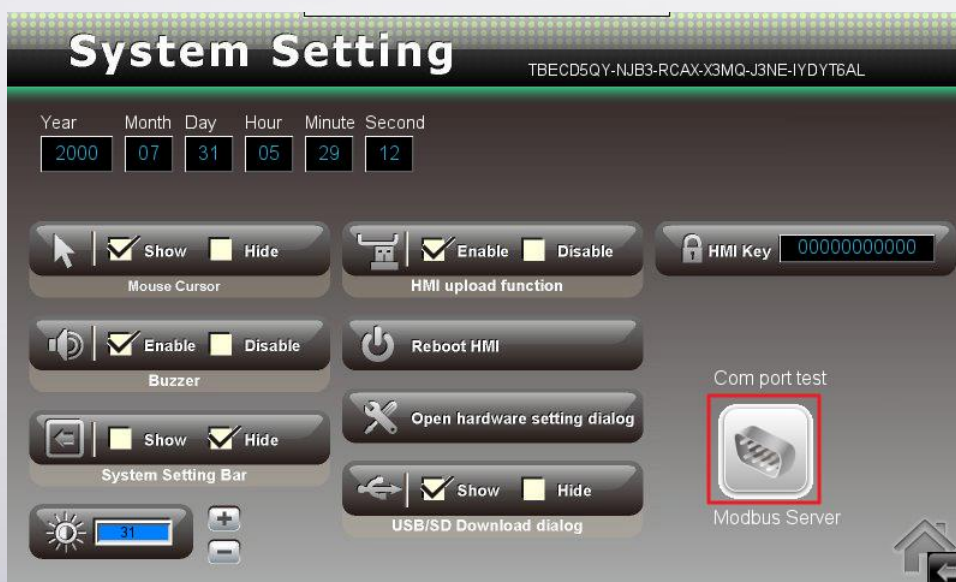 System Setting
TBECD5QY-NJB3-RCAX-X3MQ-J3NE-IYDYT6AL
Year Month Day Hour Minute Second
2000 07 31 05 29 12
Show Hide
Mouse Cursor
Enable Disable
HMI upload function
HMI Key 00000000000
Enable Disable
Buzzer
Reboot HMI
Show Hide
System Setting Bar
Open hardware setting dialog
31
Show Hide
USB/SD Download dialog
Com port test
Modbus Server